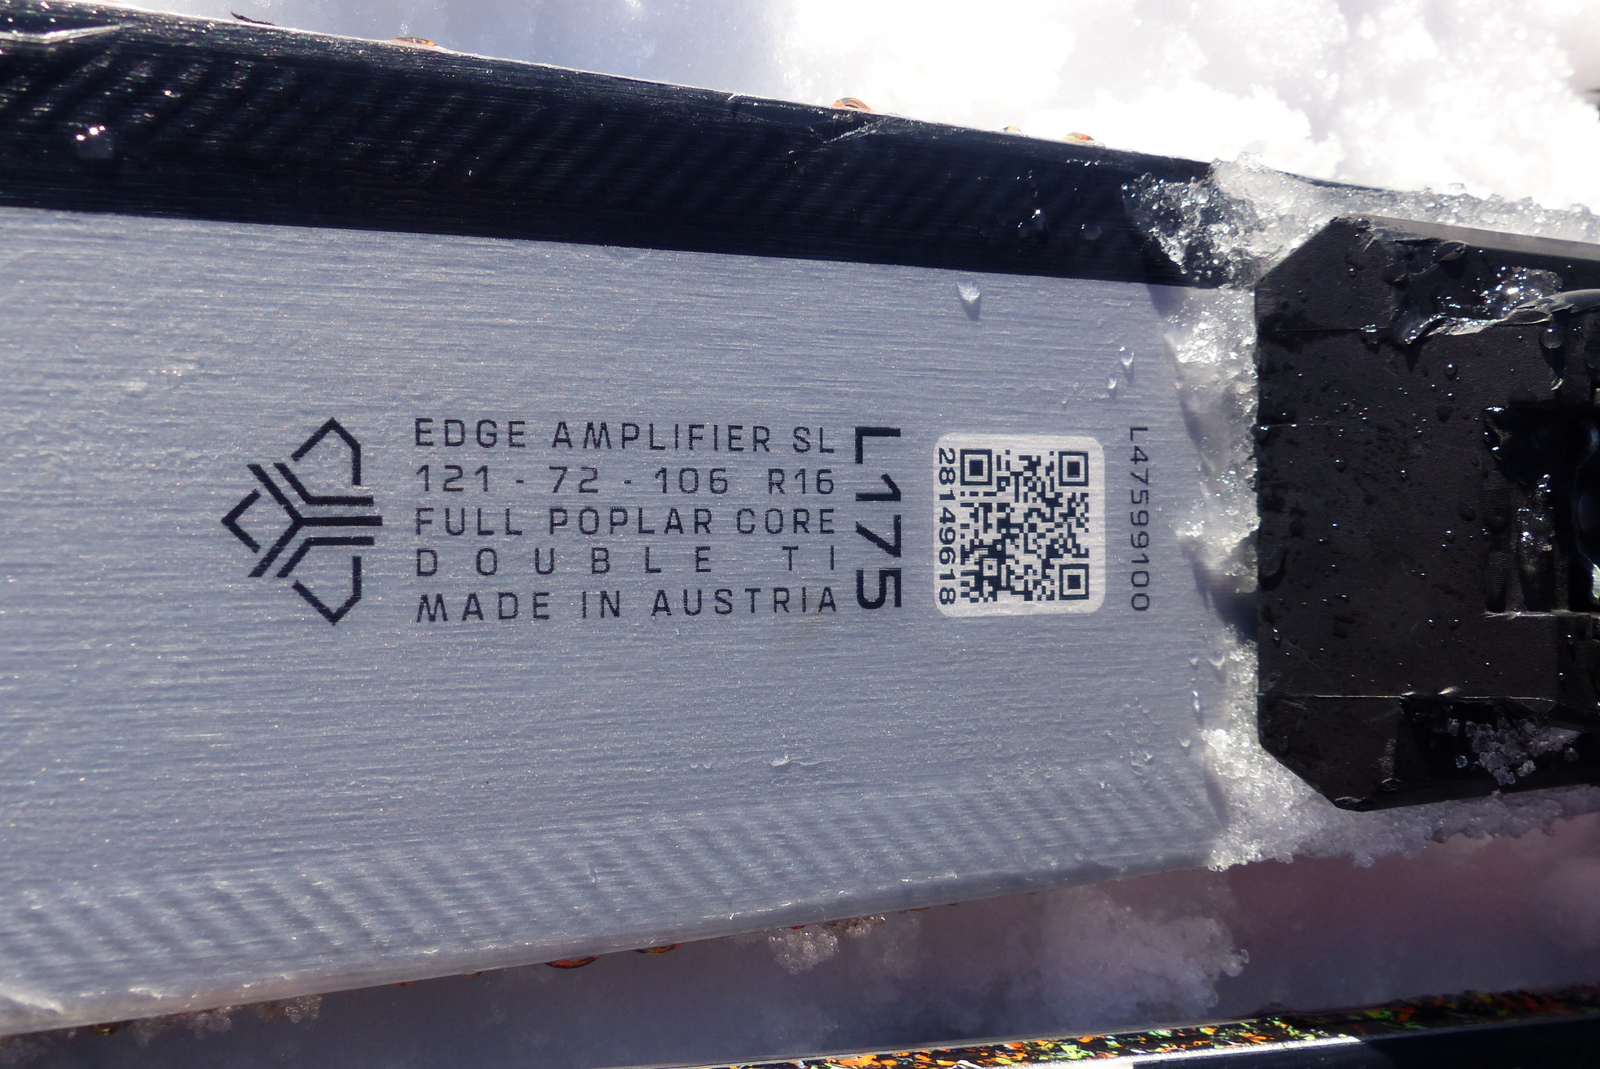 EDGE AMPLIFIER SL
121 - 72 - 106 R16
FULL POPLAR CORE
DOUBLE TI
MADE IN AUSTRIA
L175
28149618
L47599100